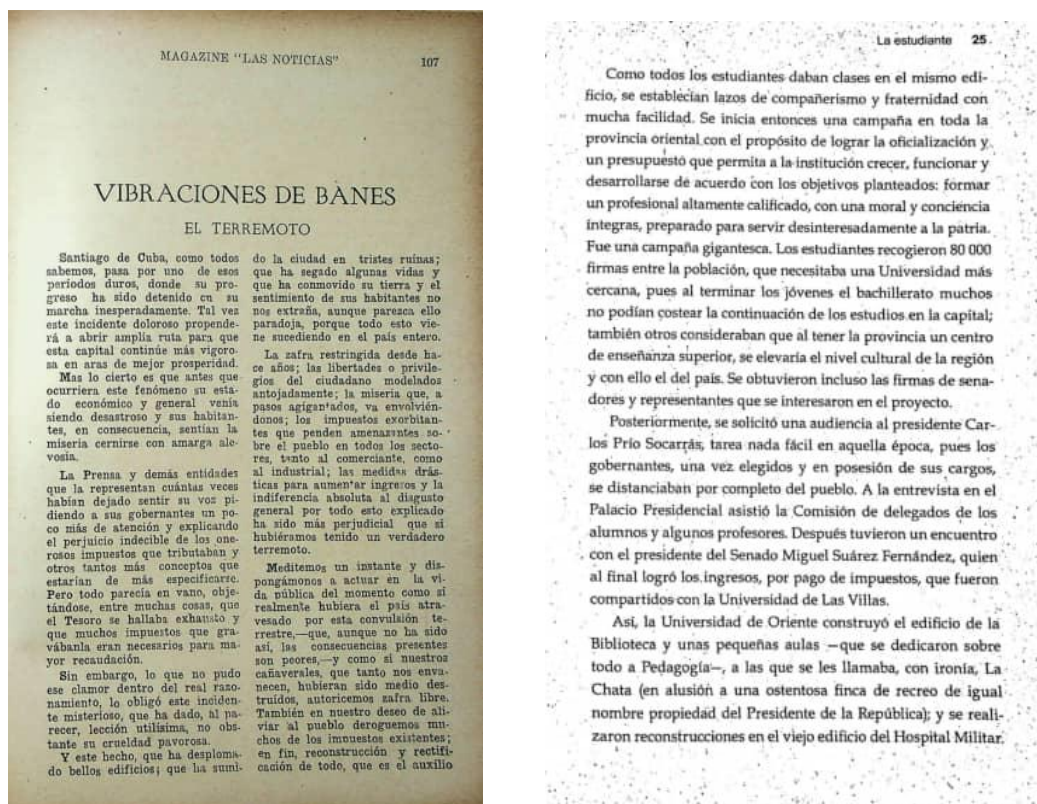 MAGAZINE "LAS NOTICIAS" 107
VIBRACIONES DE BÀNES
EL TERREMOTO
Santiago de Cuba, como todos
sabemos, pasa por uno de esos
periodos duros, donde su pro-
greso ha sido detenido en su
marcha inesperadamente. Tal vez
este incidente doloroso propende-
rá a abrir amplia ruta para que
esta capital continúe más vigoro-
sa en aras de mejor prosperidad.
Mas lo cierto es que antes que
ocurriera este fenómeno su esta-
do económico y general venía
siendo desastroso y sus habitan-
tes, en consecuencia, sentían la
miseria cernirse con amarga ale-
vosia.
La Prensa y demás entidades
que la representan cuántas veces
habían dejado sentir su voz pi-
diendo a sus gobernantes un po-
co más de atención y explicando
el perjuicio indecible de los one-
rosos impuestos que tributaban y
otros tantos más conceptos que
estarían de más especificarse.
Pero todo parecía en vano, obje-
tándose, entre muchas cosas, que
el Tesoro se hallaba exhausto y
que muchos impuestos que gra-
vábanla eran necesarios para ma-
yor recaudación.
Sin embargo, lo que no pudo
ese clamor dentro del real razo-
namiento, lo obligó este inciden-
te misterioso, que ha dado, al pa-
recer, lección utilísima, no obs-
tante su crueldad pavorosa.
Y este hecho, que ha desploma-
do bellos edificios; que ha sumi-
do la ciudad en tristes ruinas;
que ha segado algunas vidas y
que ha conmovido su tierra y el
sentimiento de sus habitantes no
nos extraña, aunque parezca ello
paradoja, porque todo esto vie-
ne sucediendo en el país entero.
La zafra restringida desde ha-
ce años; las libertades o privile-
gios del ciudadano modelados
antojadamente; la miseria que, a
pasos agigantados, va envolvién-
donos; los impuestos exorbitan-
tes que penden amenazantes so-
bre el pueblo en todos los secto-
res, tanto al comerciante, como
al industrial; las medidas drás-
ticas para aumentar ingresos y la
indiferencia absoluta al disgusto
general por todo esto explicado
ha sido más perjudicial que si
hubiéramos tenido un verdadero
terremoto.
Meditemos un instante y dis-
pongámonos a actuar en la vi-
da pública del momento como si
realmente hubiera el país atra-
vesado por esta convulsión te-
rrestre,—que, aunque no ha sido
así, las consecuencias presentes
son peores,—y como si nuestros
cañaverales, que tanto nos enva-
necen, hubieran sido medio des-
truídos, autoricemos zafra libre.
También en nuestro deseo de ali-
viar al pueblo deroguemos mu-
chos de los impuestos existentes;
en fin, reconstrucción y rectifi-
cación de todo, que es el auxilio
La estudiante 25
Como todos los estudiantes daban clases en el mismo edi-
ficio, se establecían lazos de compañerismo y fraternidad con
mucha facilidad. Se inicia entonces una campaña en toda la
provincia oriental con el propósito de lograr la oficialización y
un presupuesto que permita a la institución crecer, funcionar y
desarrollarse de acuerdo con los objetivos planteados: formar
un profesional altamente calificado, con una moral y conciencia
íntegras, preparado para servir desinteresadamente a la patria.
Fue una campaña gigantesca. Los estudiantes recogieron 80 000
firmas entre la población, que necesitaba una Universidad más
cercana, pues al terminar los jóvenes el bachillerato muchos
no podían costear la continuación de los estudios en la capital;
también otros consideraban que al tener la provincia un centro
de enseñanza superior, se elevaría el nivel cultural de la región
y con ello el del país. Se obtuvieron incluso las firmas de sena-
dores y representantes que se interesaron en el proyecto.
Posteriormente, se solicitó una audiencia al presidente Car-
los Prío Socarrás, tarea nada fácil en aquella época, pues los
gobernantes, una vez elegidos y en posesión de sus cargos,
se distanciaban por completo del pueblo. A la entrevista en el
Palacio Presidencial asistió la Comisión de delegados de los
alumnos y algunos profesores. Después tuvieron un encuentro
con el presidente del Senado Miguel Suárez Fernández, quien
al final logró los ingresos, por pago de impuestos, que fueron
compartidos con la Universidad de Las Villas.
Así, la Universidad de Oriente construyó el edificio de la
Biblioteca y unas pequeñas aulas —que se dedicaron sobre
todo a Pedagogía—, a las que se les llamaba, con ironía, La
Chata (en alusión a una ostentosa finca de recreo de igual
nombre propiedad del Presidente de la República); y se reali-
zaron reconstrucciones en el viejo edificio del Hospital Militar.